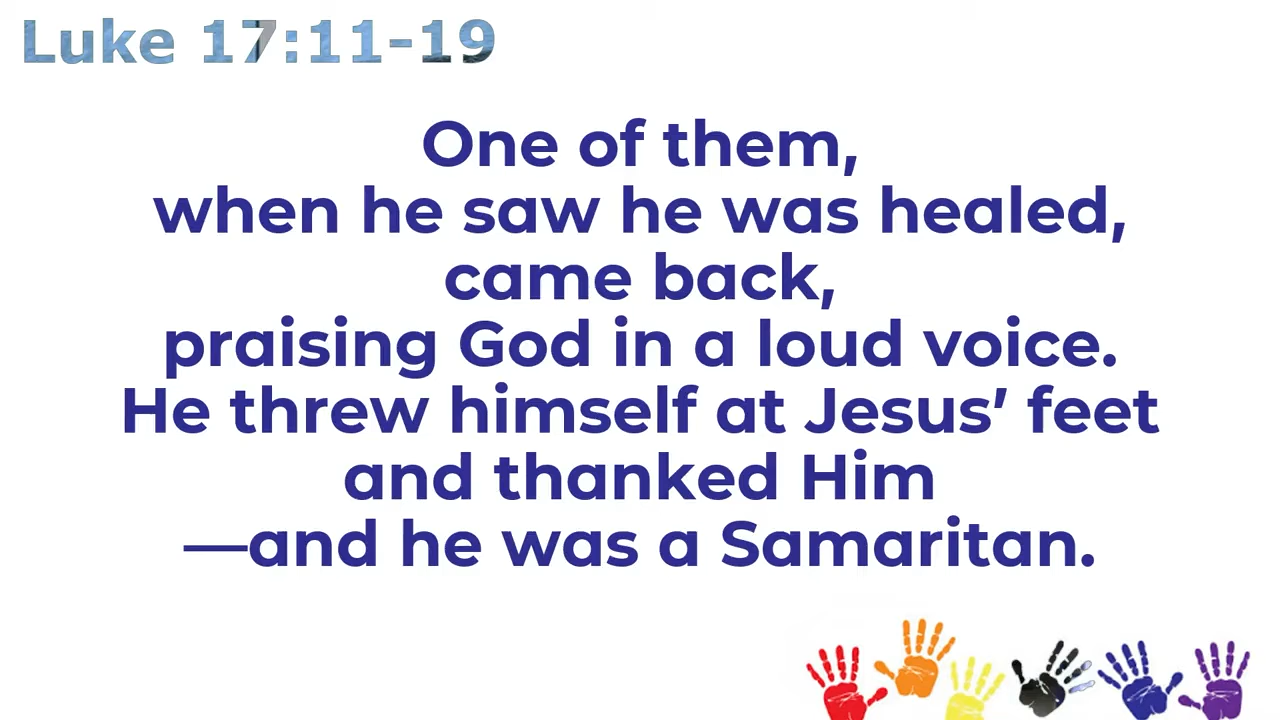 Luke 17:11-19
One of them,
when he saw he was healed,
came back,
praising God in a loud voice.
He threw himself at Jesus’ feet
and thanked Him
—and he was a Samaritan.